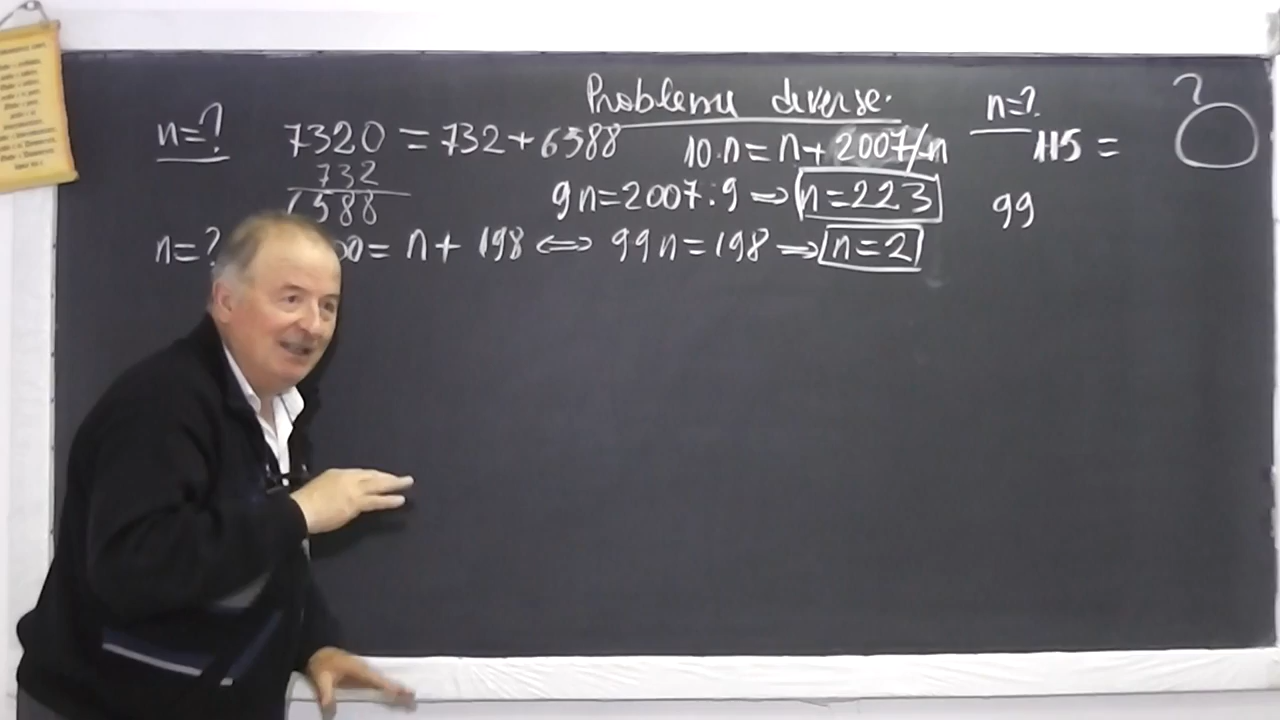 Probleme diverse.
n=? 7320 = 732+6588 10·n = n + 2007/-n n=? 115 = ?
732
6588 9n=2007:9 ⇒ n=223 99
n=? 00= n + 198 ⇔ 99n=198 ⇒ n=2